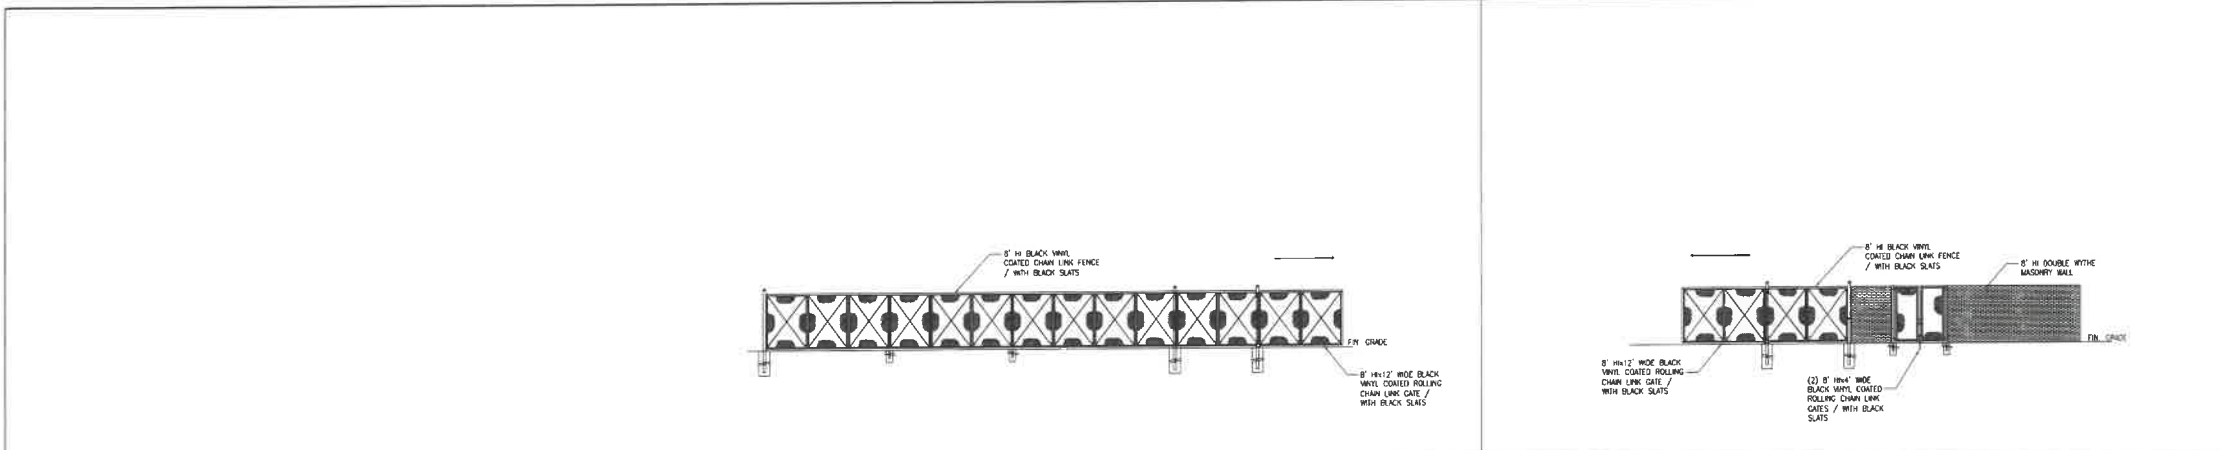 8' HI BLACK VINYL
COATED CHAIN LINK FENCE
/ WITH BLACK SLATS
FIN GRADE
8' HIx12' WIDE BLACK
VINYL COATED ROLLING
CHAIN LINK GATE /
WITH BLACK SLATS
8' HI BLACK VINYL
COATED CHAIN LINK FENCE
/ WITH BLACK SLATS
8' HI DOUBLE WYTHE
MASONRY WALL
FIN. GRADE
8' HIx12' WIDE BLACK
VINYL COATED ROLLING
CHAIN LINK GATE /
WITH BLACK SLATS
(2) 8' HIx4' WIDE
BLACK VINYL COATED
ROLLING CHAIN LINK
GATES / WITH BLACK
SLATS